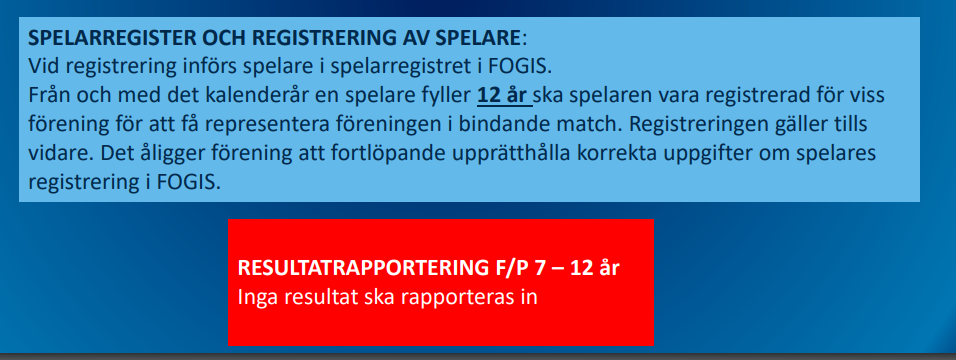 SPELARREGISTER OCH REGISTRERING AV SPELARE:
Vid registrering införs spelare i spelarregistret i FOGIS.
Från och med det kalenderår en spelare fyller 12 år ska spelaren vara registrerad för viss
förening för att få representera föreningen i bindande match. Registreringen gäller tills
vidare. Det åligger förening att fortlöpande upprätthålla korrekta uppgifter om spelares
registrering i FOGIS.
RESULTATRAPPORTERING F/P 7 – 12 år
Inga resultat ska rapporteras in